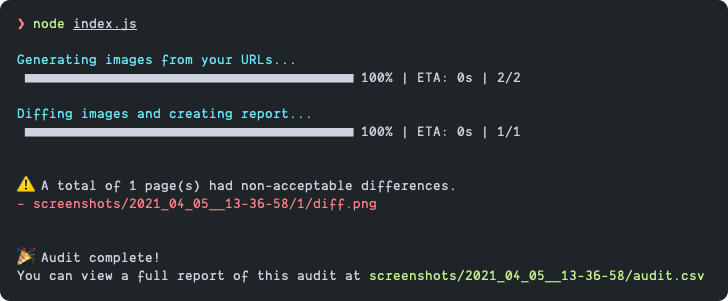 ❯ node index.js
Generating images from your URLs...
100% | ETA: 0s | 2/2
Diffing images and creating report...
100% | ETA: 0s | 1/1
⚠️ A total of 1 page(s) had non-acceptable differences.
- screenshots/2021_04_05__13-36-58/1/diff.png
🎉 Audit complete!
You can view a full report of this audit at screenshots/2021_04_05__13-36-58/audit.csv